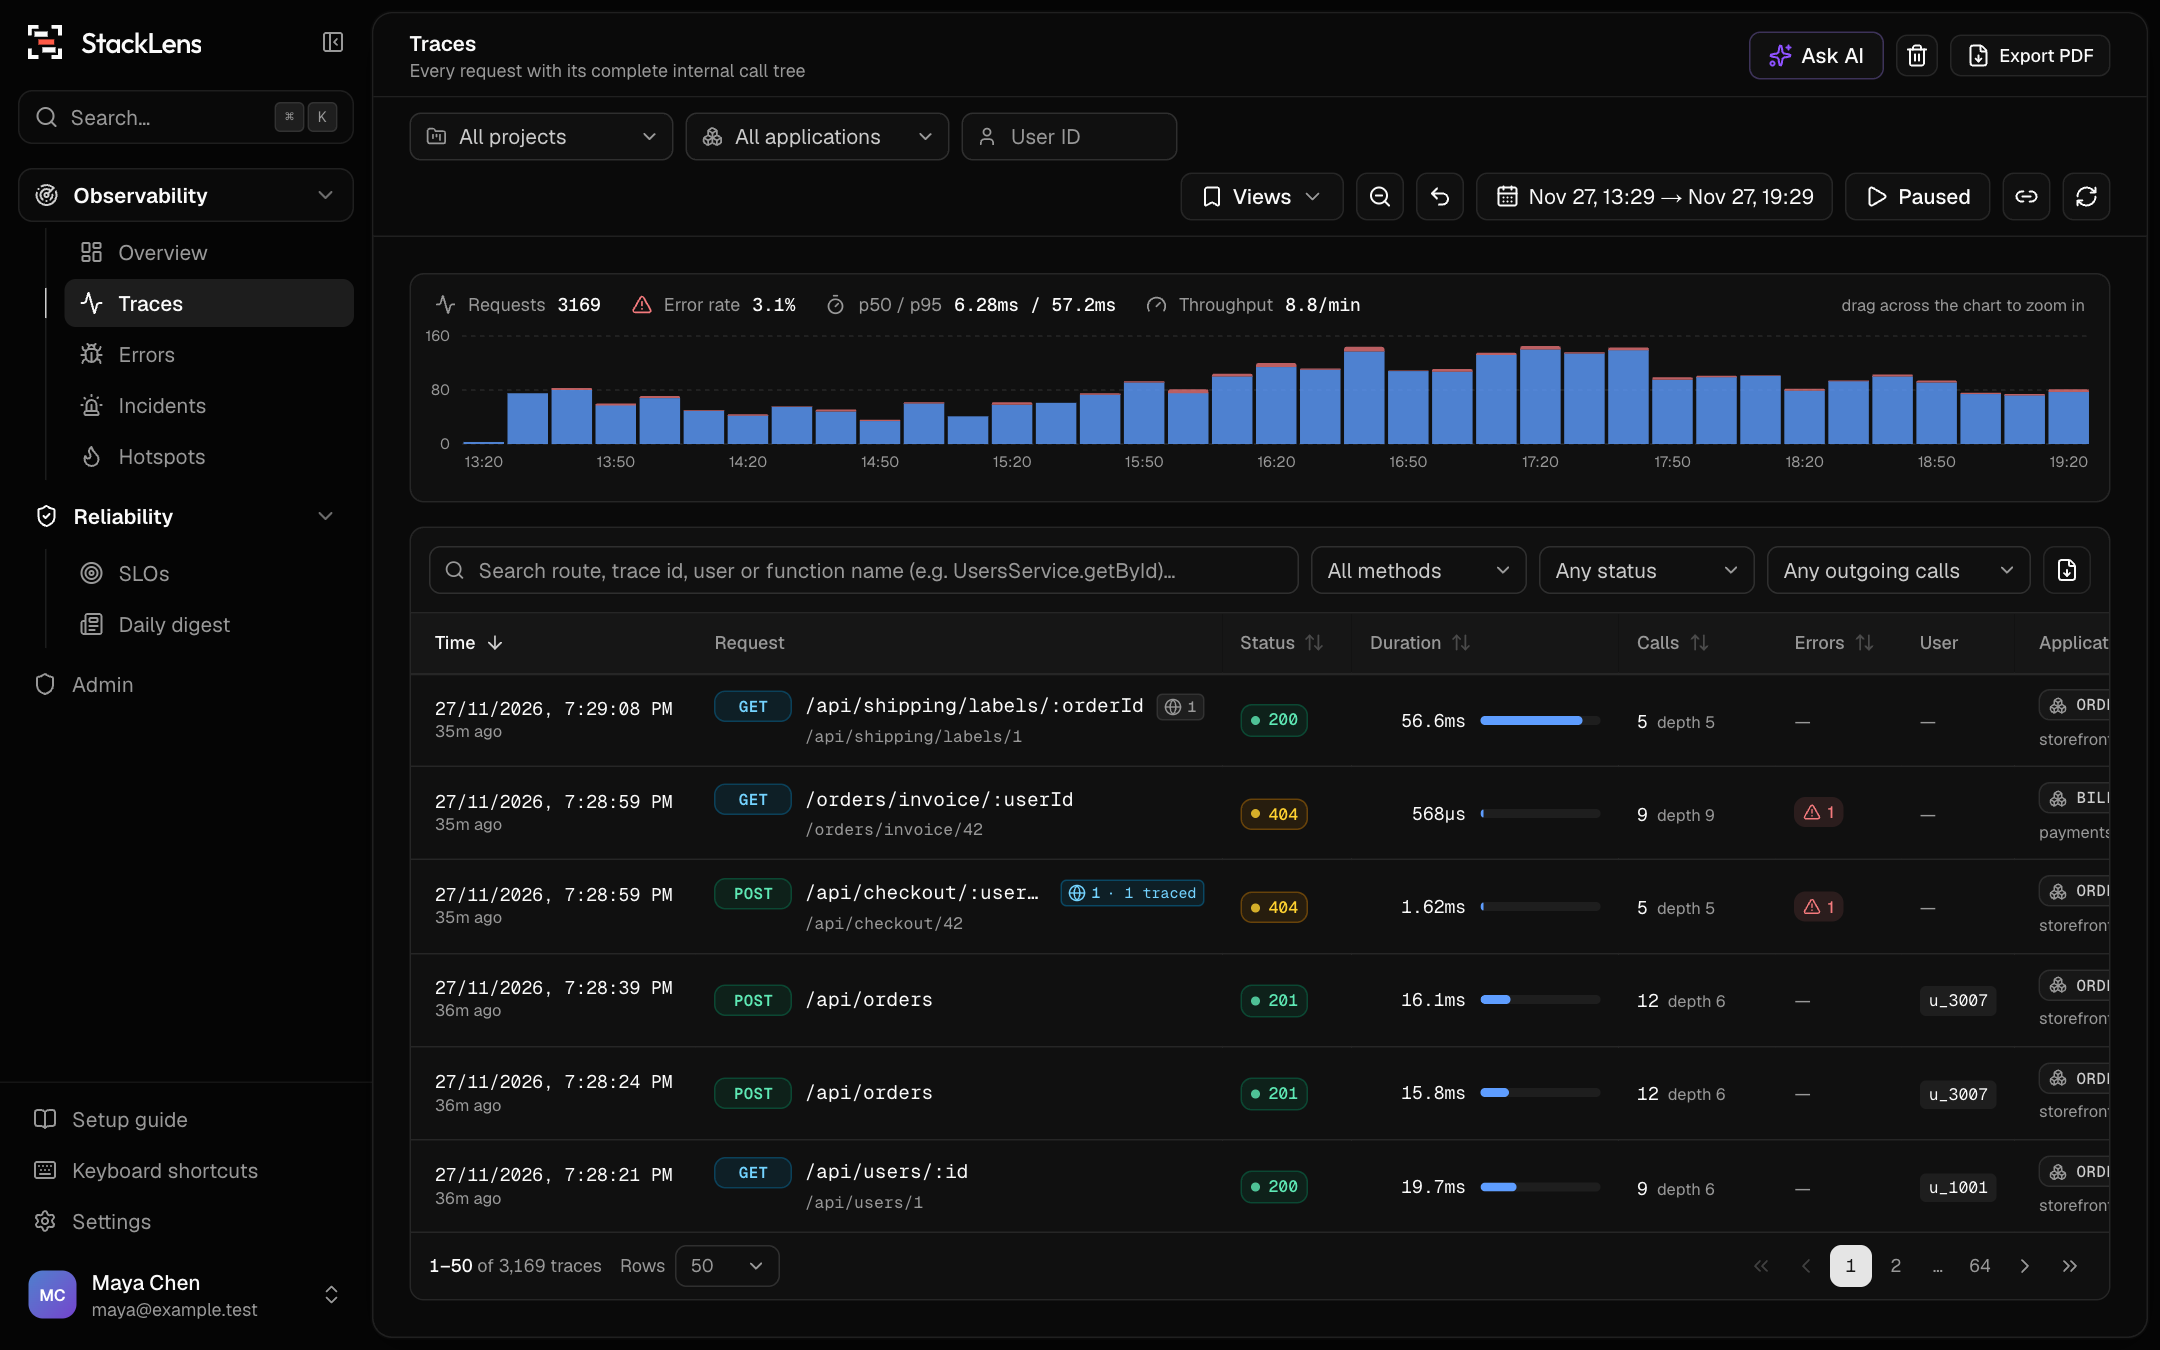 StackLens
Search...
⌘ K
Observability
Overview
Traces
Errors
Incidents
Hotspots
Reliability
SLOs
Daily digest
Admin
Setup guide
Keyboard shortcuts
Settings
MC
Maya Chen
maya@example.test
Traces
Every request with its complete internal call tree
Ask AI
Export PDF
All projects
All applications
User ID
Views
Nov 27, 13:29 → Nov 27, 19:29
Paused
Requests 3169 Error rate 3.1% p50 / p95 6.28ms / 57.2ms Throughput 8.8/min
drag across the chart to zoom in
160
80
0
13:20 13:50 14:20 14:50 15:20 15:50 16:20 16:50 17:20 17:50 18:20 18:50 19:20
Search route, trace id, user or function name (e.g. UsersService.getById)...
All methods
Any status
Any outgoing calls
Time Request Status Duration Calls Errors User Applicat
27/11/2026, 7:29:08 PM GET /api/shipping/labels/:orderId 1 200 56.6ms 5 depth 5 — — ORD
35m ago /api/shipping/labels/1 storefron
27/11/2026, 7:28:59 PM GET /orders/invoice/:userId 404 568µs 9 depth 9 1 — BIL
35m ago /orders/invoice/42 payments
27/11/2026, 7:28:59 PM POST /api/checkout/:user… 1 · 1 traced 404 1.62ms 5 depth 5 1 — ORD
35m ago /api/checkout/42 storefron
27/11/2026, 7:28:39 PM POST /api/orders 201 16.1ms 12 depth 6 — u_3007 ORD
36m ago storefron
27/11/2026, 7:28:24 PM POST /api/orders 201 15.8ms 12 depth 6 — u_3007 ORD
36m ago storefron
27/11/2026, 7:28:21 PM GET /api/users/:id 200 19.7ms 9 depth 6 — u_1001 ORD
36m ago /api/users/1 storefron
1–50 of 3,169 traces Rows 50
1 2 … 64